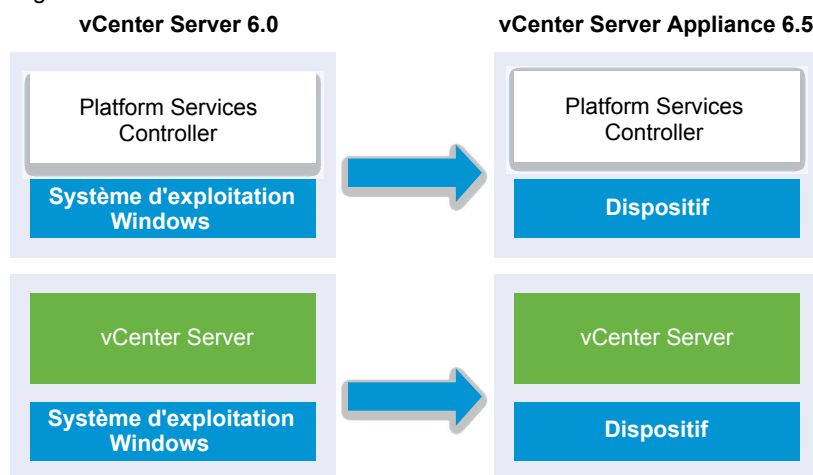 vCenter Server 6.0
vCenter Server Appliance 6.5
Platform Services
Controller
Platform Services
Controller
Système d'exploitation
Windows
Dispositif
vCenter Server
vCenter Server
Système d'exploitation
Windows
Dispositif